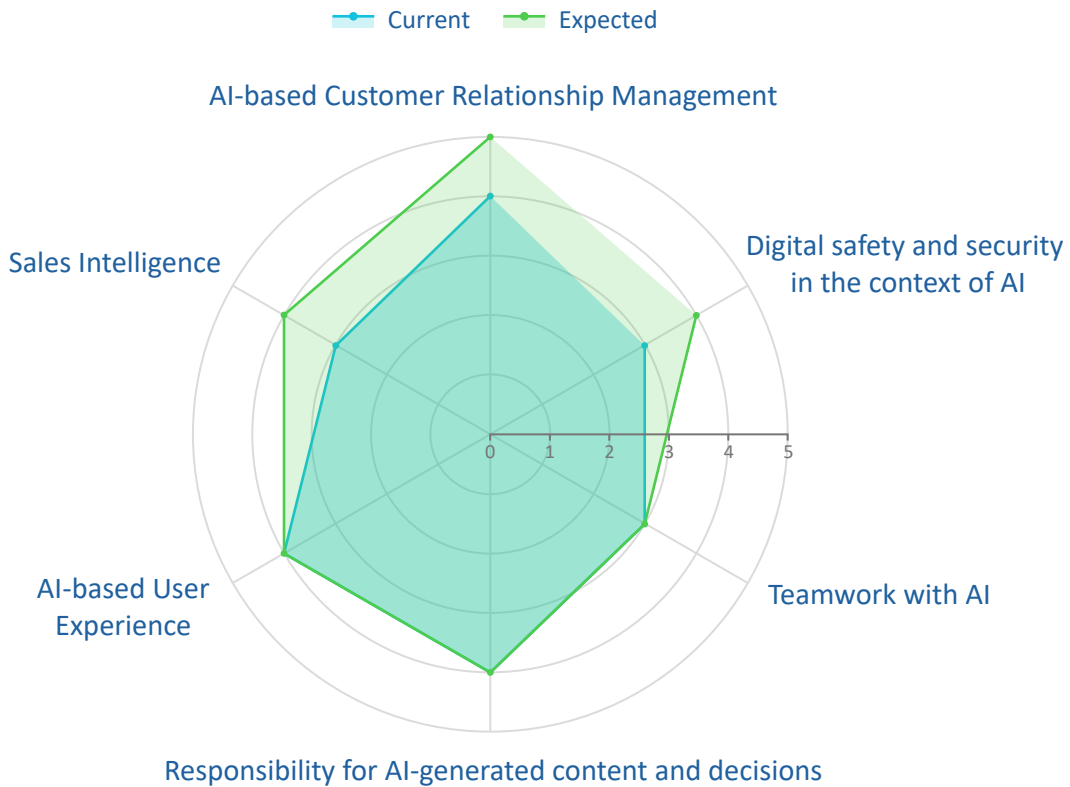 Current Expected
AI-based Customer Relationship Management
Digital safety and security
in the context of AI
Sales Intelligence
0 1 2 3 4 5
AI-based User
Experience
Teamwork with AI
Responsibility for AI-generated content and decisions